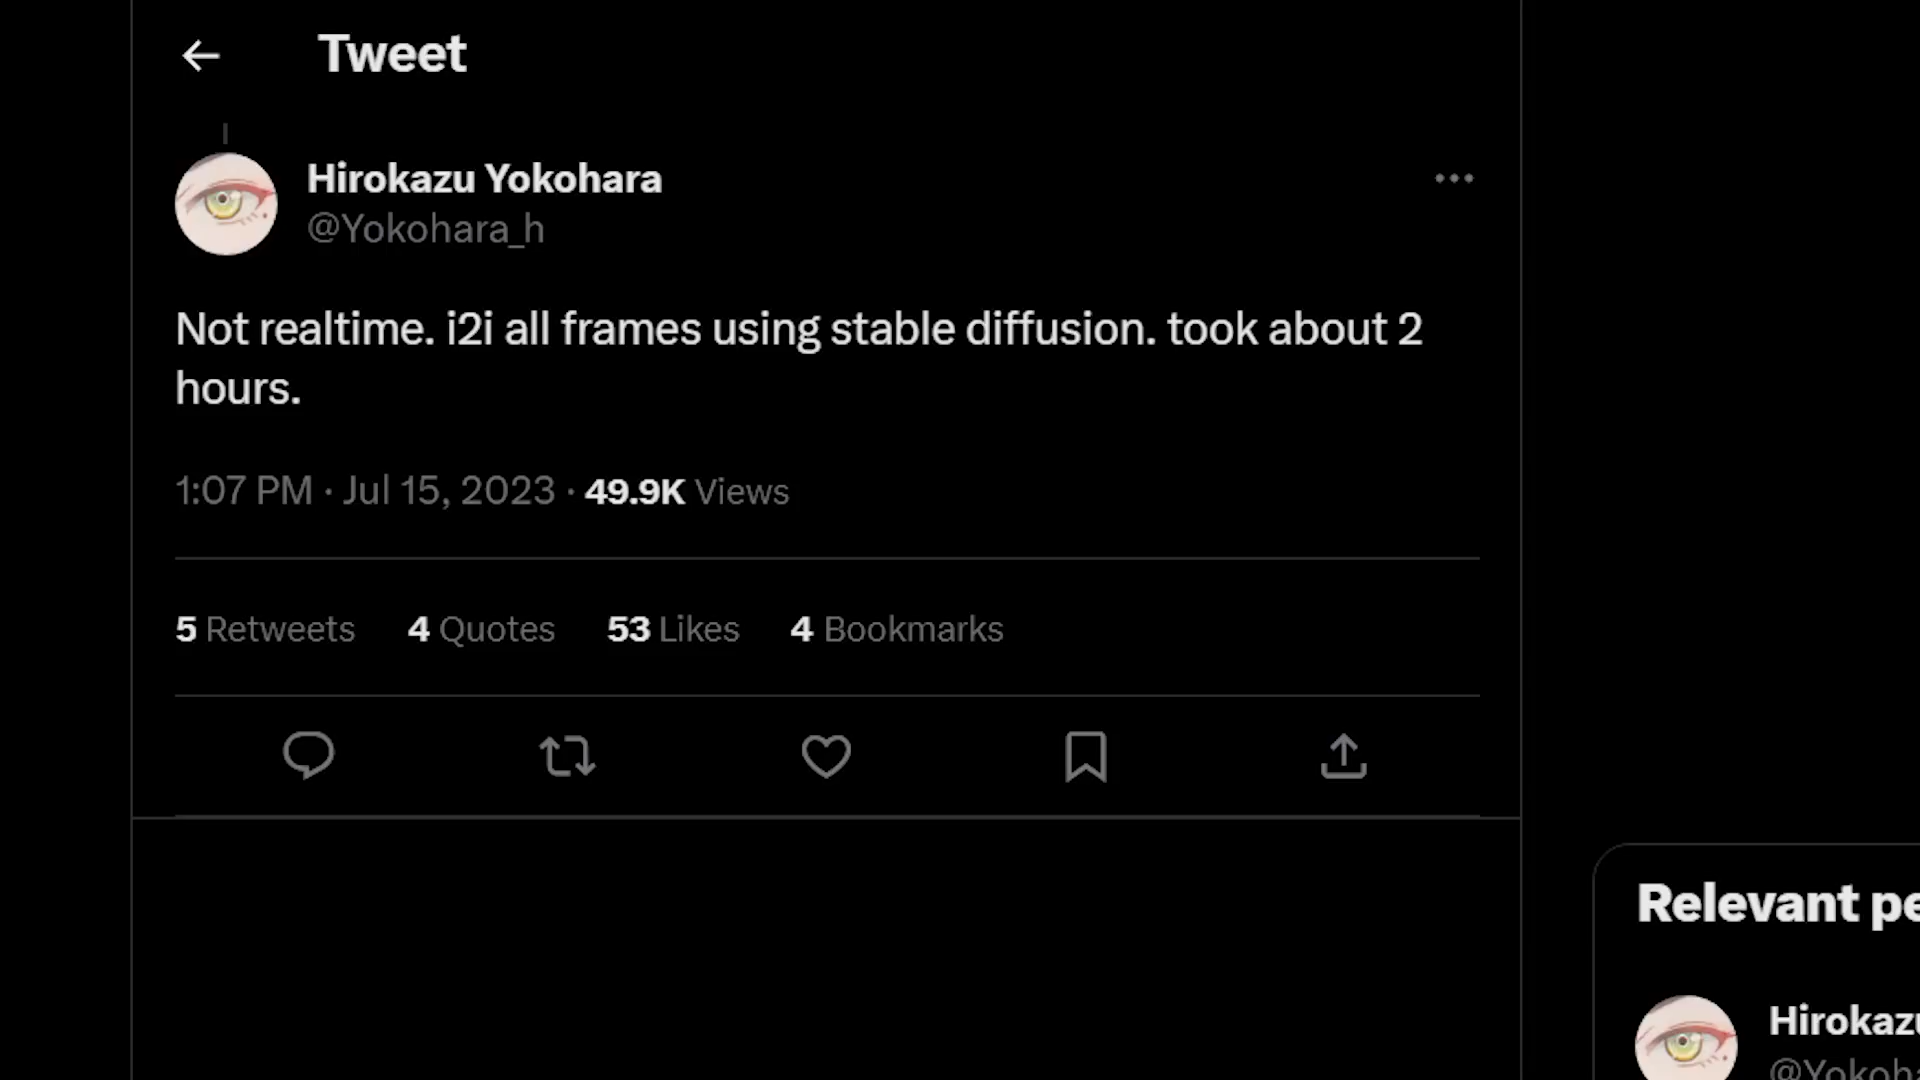 Tweet
Hirokazu Yokohara
@Yokohara_h
Not realtime. i2i all frames using stable diffusion. took about 2
hours.
1:07 PM · Jul 15, 2023 · 49.9K Views
5 Retweets 4 Quotes 53 Likes 4 Bookmarks
Relevant pe
Hirokazu
@Yokoha